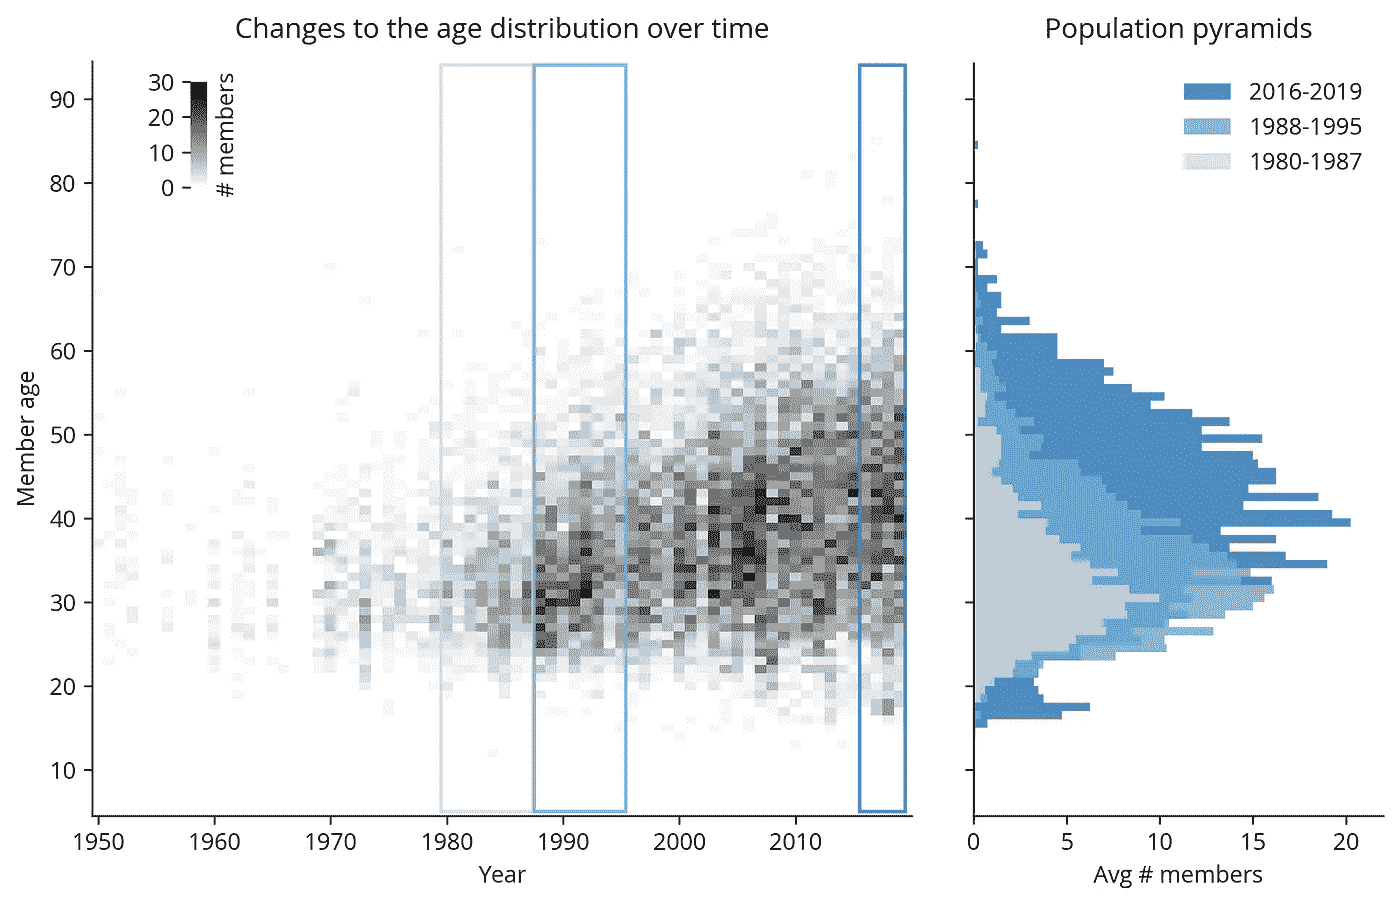 Changes to the age distribution over time
Population pyramids
30
20
10
0
# members
90
80
70
60
50
40
30
20
10
Member age
1950 1960 1970 1980 1990 2000 2010
Year
2016-2019
1988-1995
1980-1987
0 5 10 15 20
Avg # members